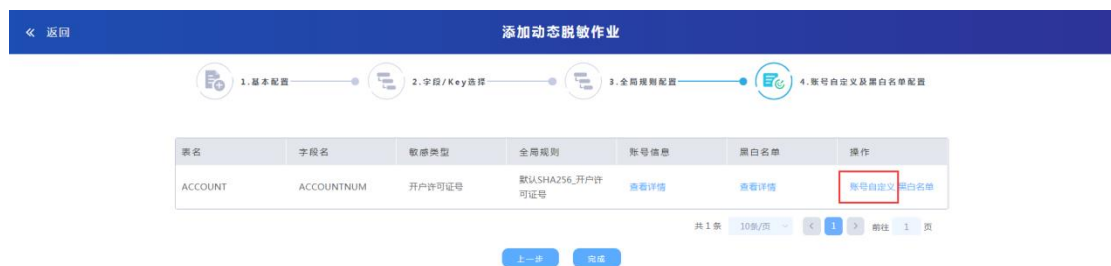 返回
添加动态脱敏作业
1.基本配置
2.字段/Key选择
3.全局规则配置
4.账号自定义及黑白名单配置
表名 字段名 敏感类型 全局规则 账号信息 黑白名单 操作
ACCOUNT ACCOUNTNUM 开户许可证号 默认SHA256_开户许 查看详情 查看详情 账号自定义 黑白名单
可证号
共 1 条 10条/页 1 前往 1 页
上一步 完成